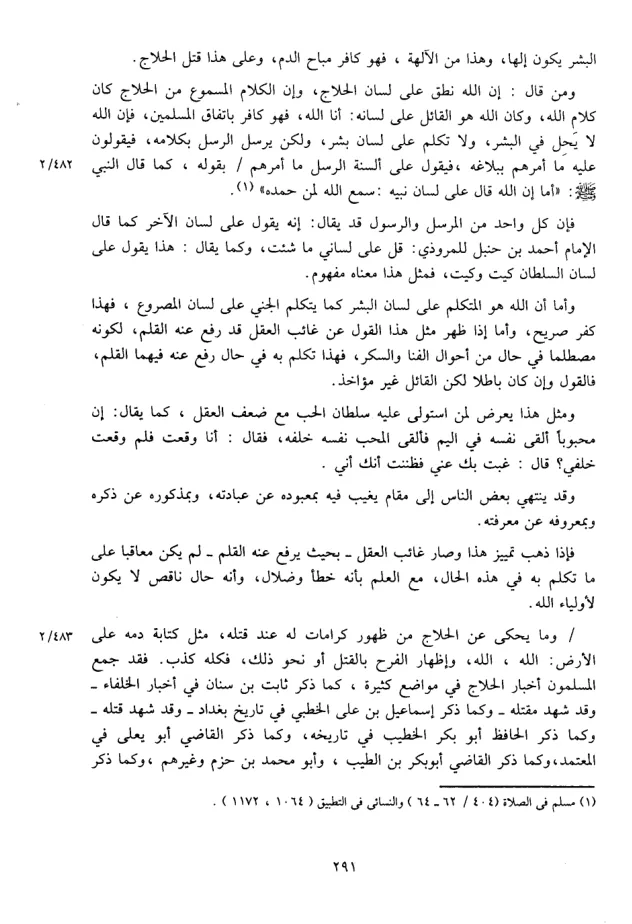 البشر يكون إلها، وهذا من الآلهة ، فهو كافر مباح الدم، وعلى هذا قتل الحلاج.
ومن قال : إن الله نطق على لسان الحلاج، وإن الكلام المسموع من الحلاج كان
كلام الله، وكان الله هو القائل على لسانه: أنا الله، فهو كافر باتفاق المسلمين، فإن الله
لا يَحِل في البشر، ولا تكلم على لسان بشر، ولكن يرسل الرسل بكلامه، فيقولون
عليه ما أمرهم ببلاغه ،فيقول على ألسنة الرسل ما أمرهم / بقوله ، كما قال النبي ٢/٤٨٢
ﷺ: «أما إن الله قال على لسان نبيه :سمع الله لمن حمده» (١).
فإن كل واحد من المرسل والرسول قد يقال: إنه يقول على لسان الآخر كما قال
الإمام أحمد بن حنبل للمروذي: قل على لساني ما شئت، وكما يقال : هذا يقول على
لسان السلطان كيت وكيت، فمثل هذا معناه مفهوم.
وأما أن الله هو المتكلم على لسان البشر كما يتكلم الجني على لسان المصروع ، فهذا
كفر صريح، وأما إذا ظهر مثل هذا القول عن غائب العقل قد رفع عنه القلم، لكونه
مصطلما في حال من أحوال الفنا والسكر، فهذا تكلم به في حال رفع عنه فيهما القلم،
فالقول وإن كان باطلا لكن القائل غير مؤاخذ.
ومثل هذا يعرض لمن استولى عليه سلطان الحب مع ضعف العقل ، كما يقال: إن
محبوباً ألقى نفسه في اليم فألقى المحب نفسه خلفه، فقال : أنا وقعت فلم وقعت
خلفي؟ قال : غبت بك عني فظننت أنك أني .
وقد ينتهي بعض الناس إلى مقام يغيب فيه بمعبوده عن عبادته، وبمذكوره عن ذكره
وبمعروفه عن معرفته.
فإذا ذهب تمييز هذا وصار غائب العقل ـ بحيث يرفع عنه القلم ـ لم يكن معاقبا على
ما تكلم به في هذه الحال، مع العلم بأنه خطأ وضلال، وأنه حال ناقص لا يكون
لأولياء الله.
/ وما يحكى عن الحلاج من ظهور كرامات له عند قتله، مثل كتابة دمه على ٢/٤٨٣
الأرض: الله ، الله، وإظهار الفرح بالقتل أو نحو ذلك، فكله كذب. فقد جمع
المسلمون أخبار الحلاج في مواضع كثيرة ، كما ذكر ثابت بن سنان في أخبار الخلفاء ـ
وقد شهد مقتله ـ وكما ذكر إسماعيل بن على الخطبي في تاريخ بغداد ـ وقد شهد قتله ـ
وكما ذكر الحافظ أبو بكر الخطيب في تاريخه، وكما ذكر القاضي أبو يعلى في
المعتمد،وكما ذكر القاضي أبوبكر بن الطيب ، وأبو محمد بن حزم وغيرهم ،وكما ذكر
(١) مسلم فى الصلاة (٤٠٤ / ٦٢ ـ ٦٤ ) والنسائى فى التطبيق ( ١٠٦٤ ، ١١٧٢ ) .
٢٩١